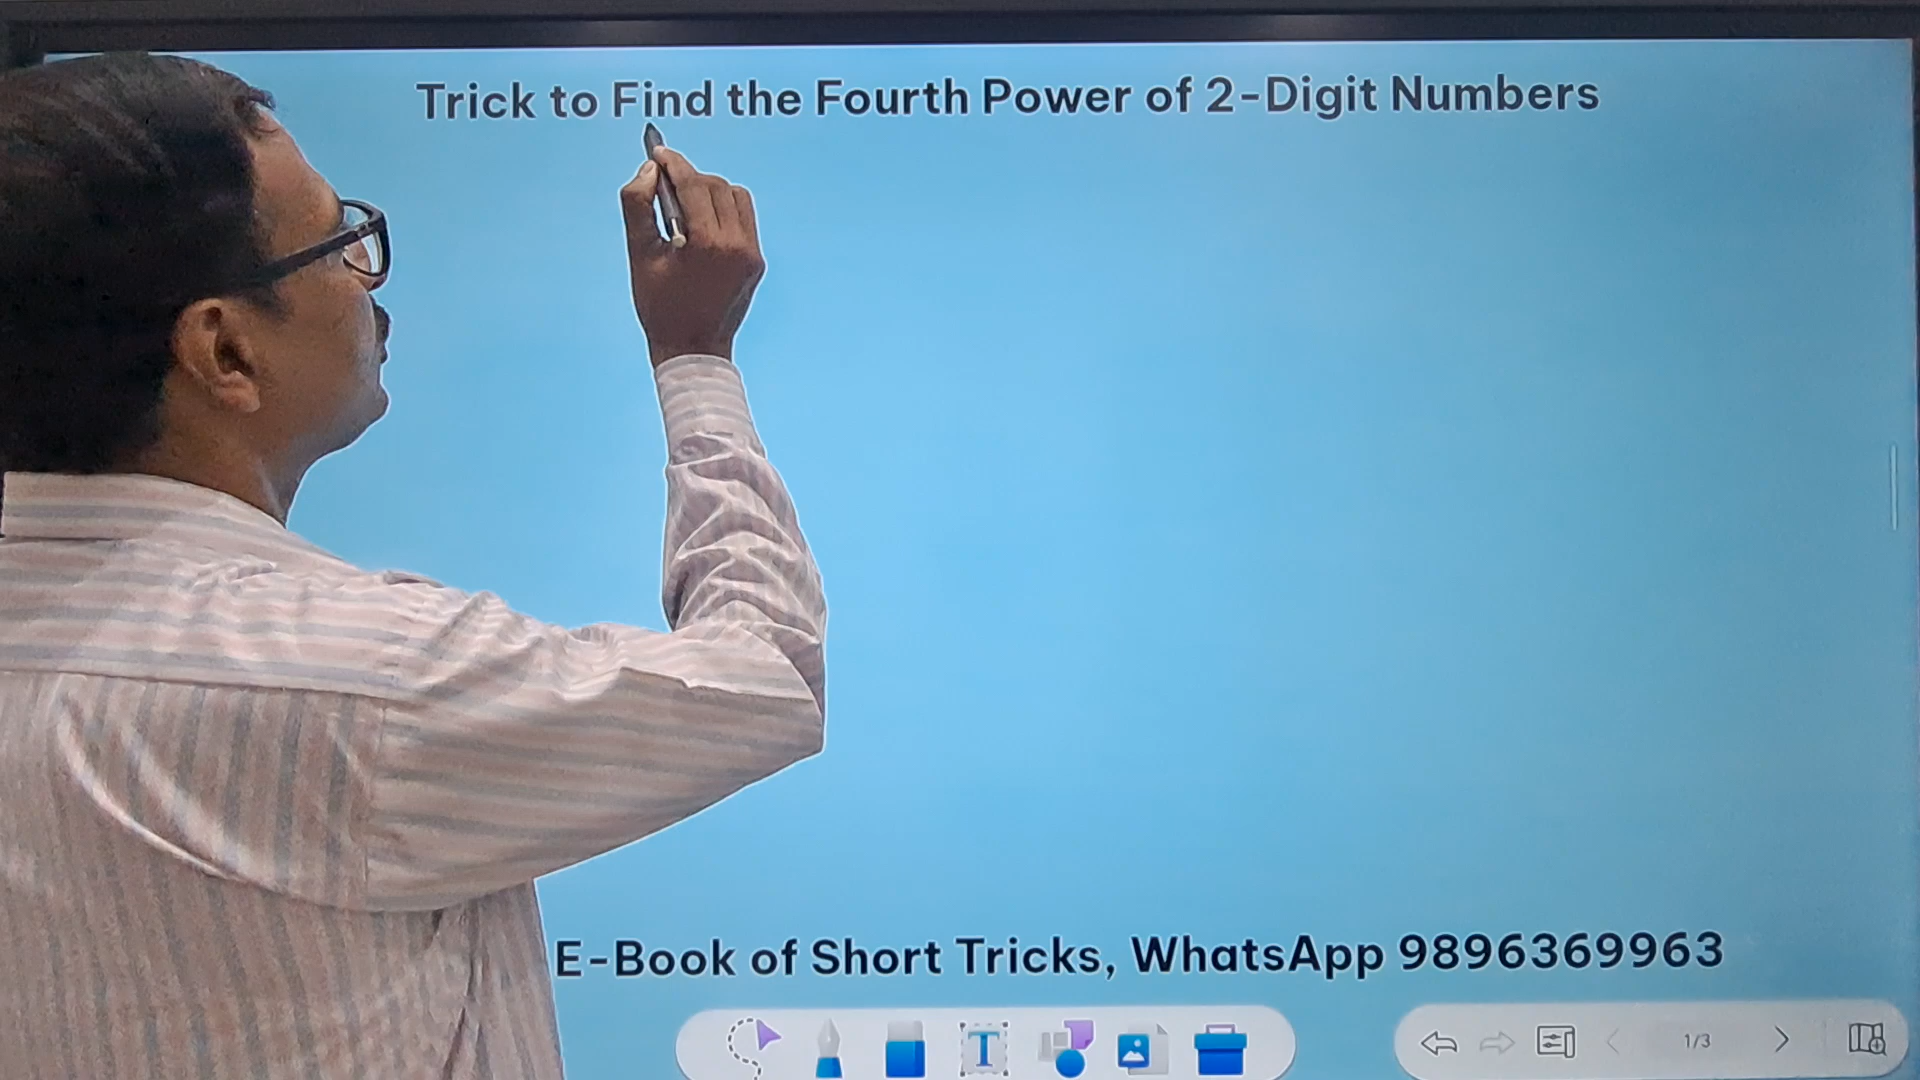 Trick to Find the Fourth Power of 2-Digit Numbers
E-Book of Short Tricks, WhatsApp 9896369963
T
1/3